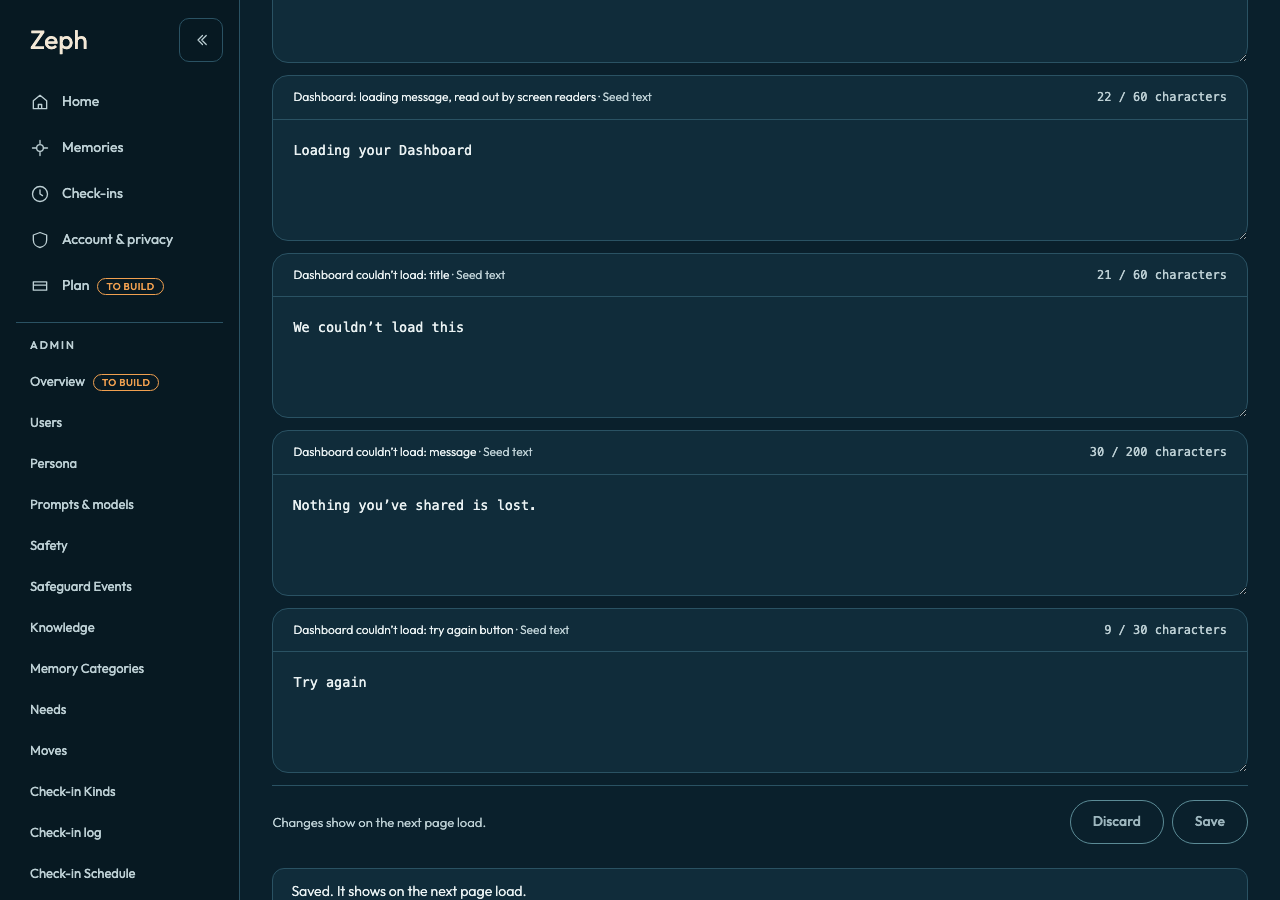 Zeph
Home
Memories
Check-ins
Account & privacy
Plan TO BUILD
ADMIN
Overview TO BUILD
Users
Persona
Prompts & models
Safety
Safeguard Events
Knowledge
Memory Categories
Needs
Moves
Check-in Kinds
Check-in log
Check-in Schedule
Dashboard: loading message, read out by screen readers · Seed text 22 / 60 characters
Loading your Dashboard
Dashboard couldn’t load: title · Seed text 21 / 60 characters
We couldn’t load this
Dashboard couldn’t load: message · Seed text 30 / 200 characters
Nothing you’ve shared is lost.
Dashboard couldn’t load: try again button · Seed text 9 / 30 characters
Try again
Changes show on the next page load. Discard Save
Saved. It shows on the next page load.